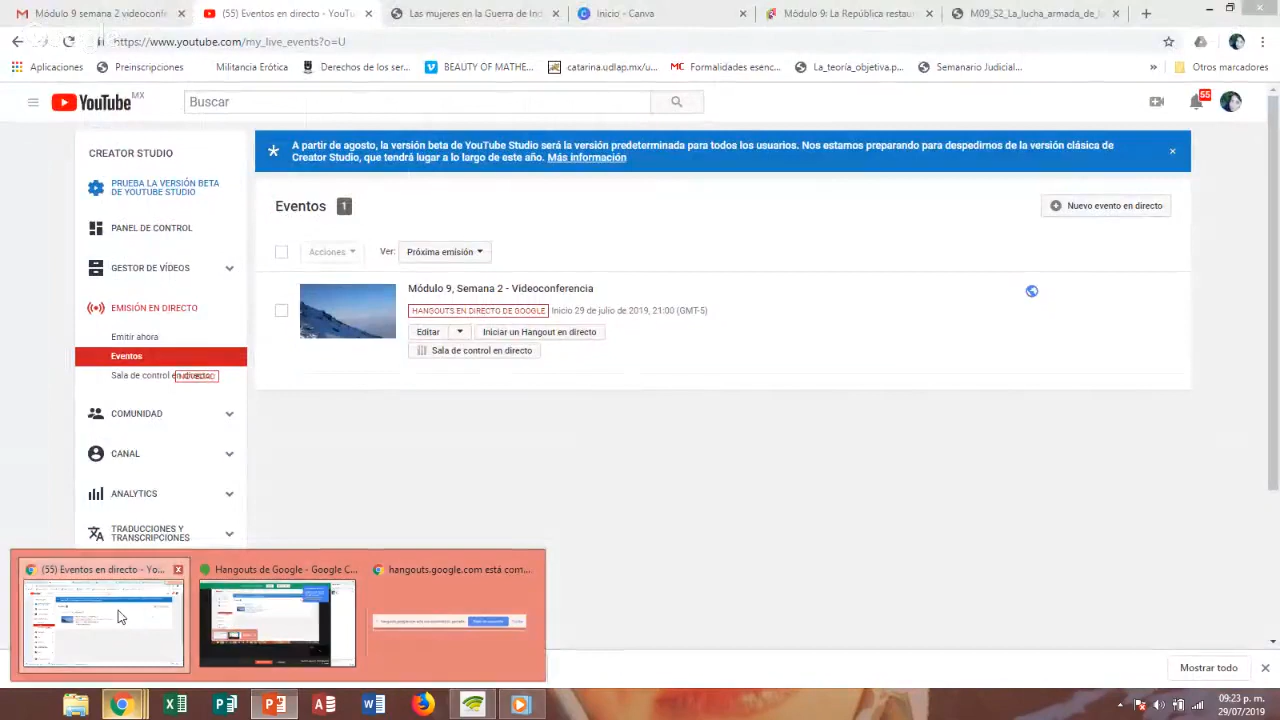 Módulo 9 semana 2 videoconfe
(55) Eventos en directo - YouTu
Las mujeres en la Guerra de Ind
Inicio - Canva
Módulo 9: La República restaur
M09_S2_La_lucha_armada_de_
https://www.youtube.com/my_live_events?o=U
Aplicaciones
Preinscripciones
Militancia Erótica
Derechos de los ser...
BEAUTY OF MATHE...
catarina.udlap.mx/u...
Formalidades esenc...
La_teoría_objetiva.p...
Semanario Judicial...
»
Otros marcadores
YouTube MX
Buscar
55
CREATOR STUDIO
PRUEBA LA VERSIÓN BETA
DE YOUTUBE STUDIO
PANEL DE CONTROL
GESTOR DE VÍDEOS
EMISIÓN EN DIRECTO
Emitir ahora
Eventos
Sala de control en directo
COMUNIDAD
CANAL
ANALYTICS
TRADUCCIONES Y
TRANSCRIPCIONES
A partir de agosto, la versión beta de YouTube Studio será la versión predeterminada para todos los usuarios. Nos estamos preparando para despedirnos de la versión clásica de
Creator Studio, que tendrá lugar a lo largo de este año. Más información
Eventos 1
Nuevo evento en directo
Acciones
Ver:
Próxima emisión
Módulo 9, Semana 2 - Videoconferencia
HANGOUTS EN DIRECTO DE GOOGLE Inicio 29 de julio de 2019, 21:00 (GMT-5)
Editar
Iniciar un Hangout en directo
Sala de control en directo
(55) Eventos en directo - Yo...
Hangouts de Google - Google C...
hangouts.google.com está com...
Mostrar todo
09:23 p. m.
29/07/2019